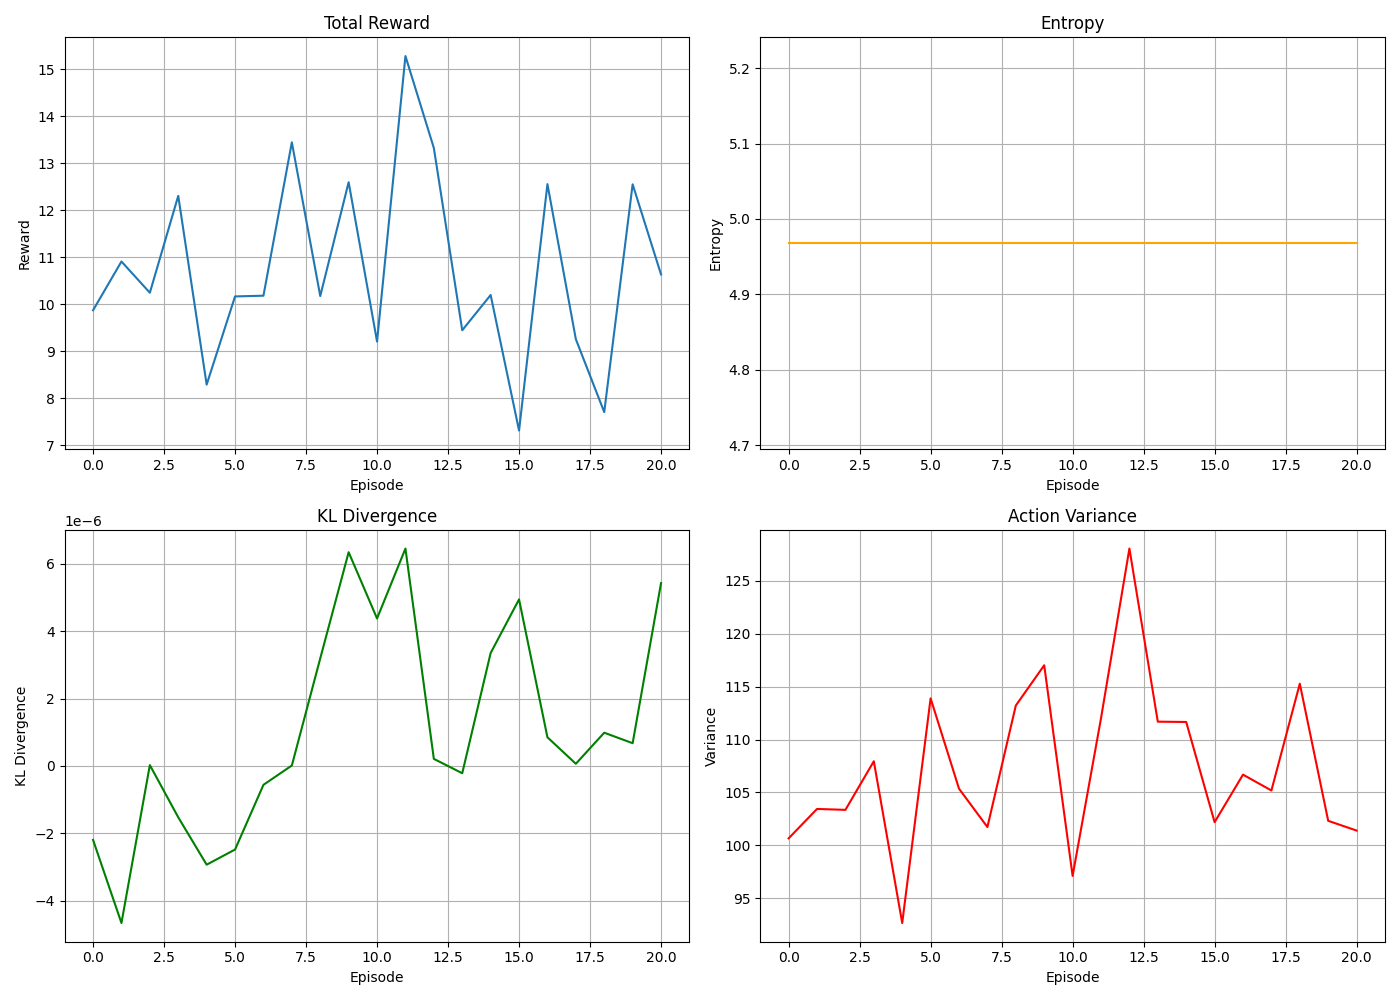 Total Reward
Reward
15
14
13
12
11
10
9
8
7
0.0 2.5 5.0 7.5 10.0 12.5 15.0 17.5 20.0
Episode
Entropy
Entropy
5.2
5.1
5.0
4.9
4.8
4.7
0.0 2.5 5.0 7.5 10.0 12.5 15.0 17.5 20.0
Episode
KL Divergence
1e−6
KL Divergence
6
4
2
0
−2
−4
0.0 2.5 5.0 7.5 10.0 12.5 15.0 17.5 20.0
Episode
Action Variance
Variance
125
120
115
110
105
100
95
0.0 2.5 5.0 7.5 10.0 12.5 15.0 17.5 20.0
Episode